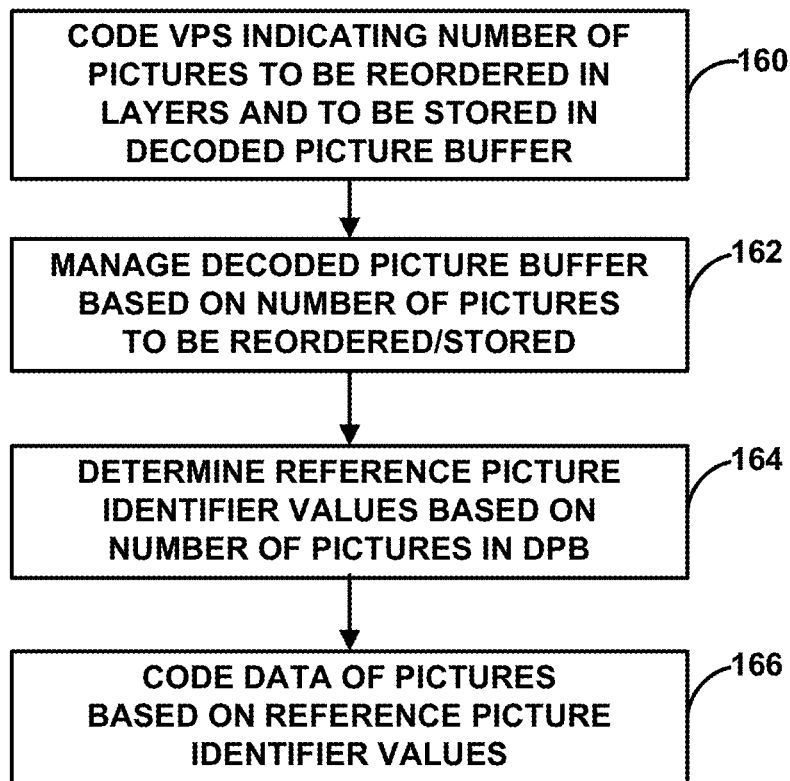 CODE VPS INDICATING NUMBER OF
PICTURES TO BE REORDERED IN
LAYERS AND TO BE STORED IN
DECODED PICTURE BUFFER
160
MANAGE DECODED PICTURE BUFFER
BASED ON NUMBER OF PICTURES
TO BE REORDERED/STORED
162
DETERMINE REFERENCE PICTURE
IDENTIFIER VALUES BASED ON
NUMBER OF PICTURES IN DPB
164
CODE DATA OF PICTURES
BASED ON REFERENCE PICTURE
IDENTIFIER VALUES
166